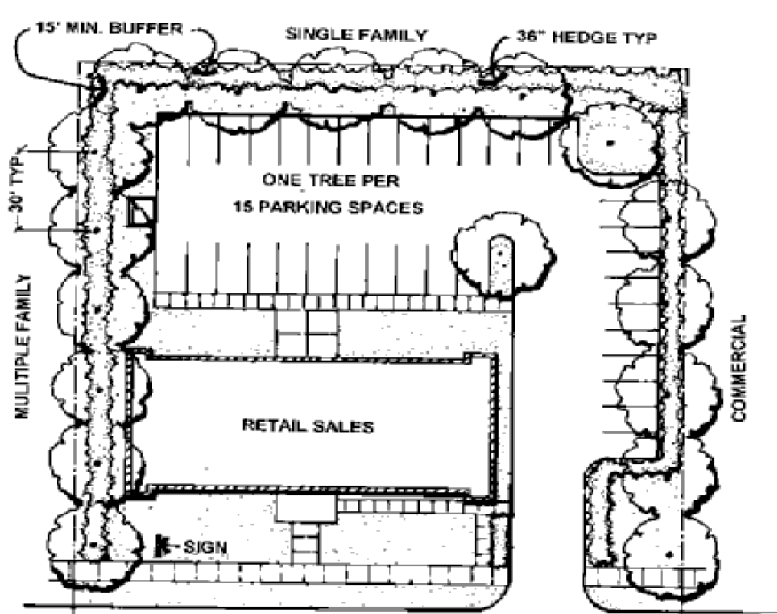 15' MIN. BUFFER
SINGLE FAMILY
36" HEDGE TYP
30' TYP
ONE TREE PER
15 PARKING SPACES
MULITIPLE FAMILY
COMMERCIAL
RETAIL SALES
SIGN